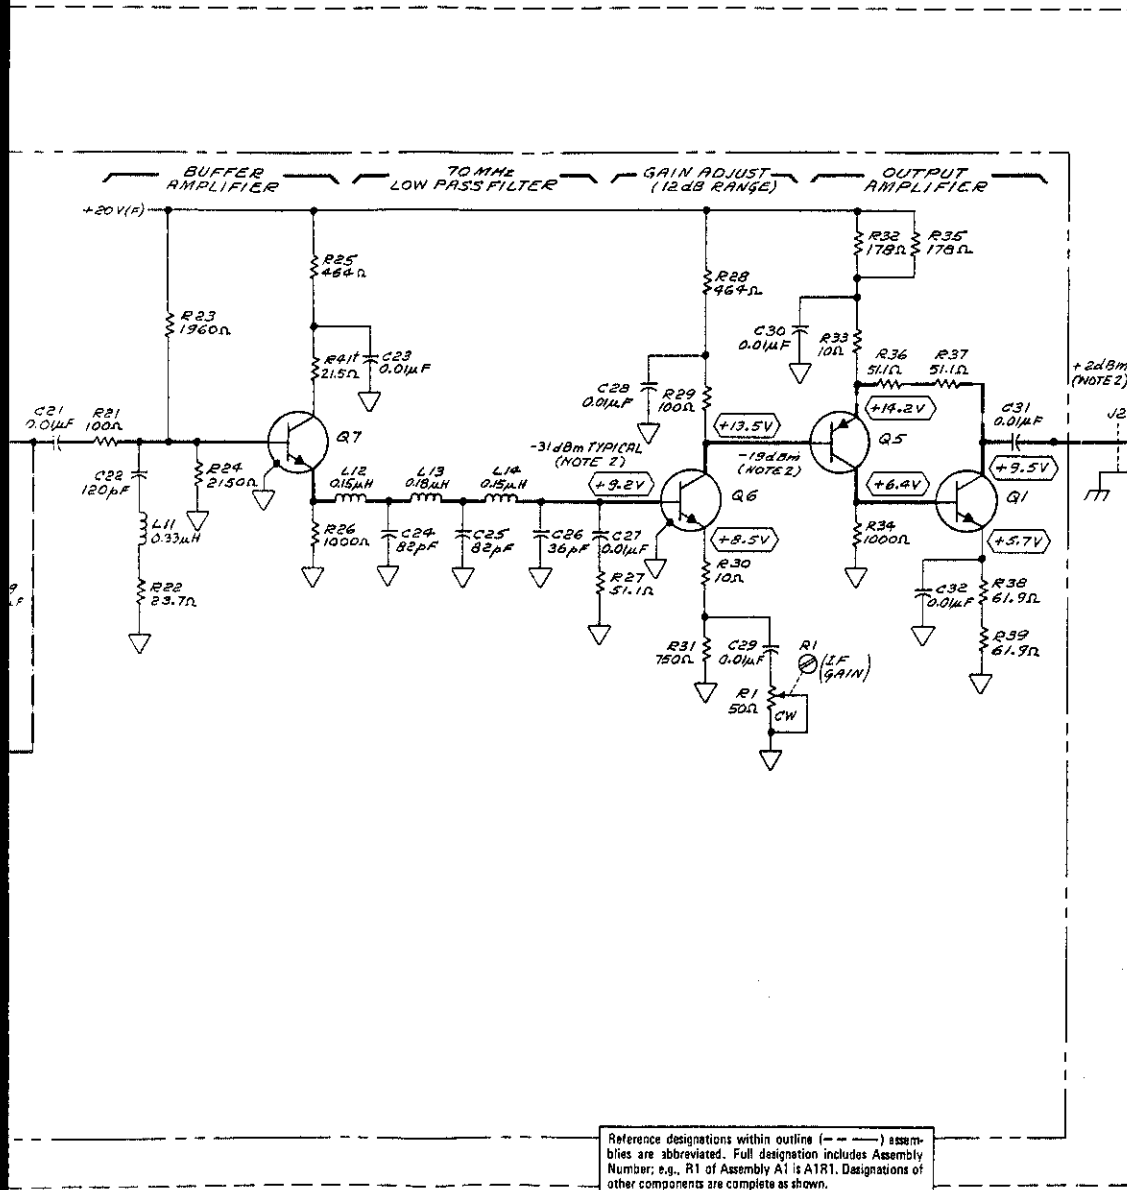 BUFFER
AMPLIFIER
70 MHz
LOW PASS FILTER
GAIN ADJUST
(12dB RANGE)
OUTPUT
AMPLIFIER
+20V(F)
R25
464Ω
R23
1960Ω
R41†
21.5Ω
C23
0.01µF
C21
0.01µF
R21
100Ω
Q7
C22
120pF
R24
2150Ω
L11
0.33µH
R22
23.7Ω
R26
1000Ω
L12
0.15µH
L13
0.18µH
L14
0.15µH
C24
82pF
C25
82pF
C26
36pF
C27
0.01µF
R27
51.1Ω
R28
464Ω
C28
0.01µF
R29
100Ω
-31dBm TYPICAL
(NOTE 2)
+9.2V
+13.5V
-19dBm
(NOTE 2)
Q6
+8.5V
R30
10Ω
R31
750Ω
C29
0.01µF
R1
(IF
GAIN)
R1
50Ω
CW
R32
178Ω
R35
178Ω
C30
0.01µF
R33
10Ω
R36
51.1Ω
R37
51.1Ω
+14.2V
Q5
+6.4V
R34
1000Ω
C31
0.01µF
+9.5V
Q1
+5.7V
C32
0.01µF
R38
61.9Ω
R39
61.9Ω
+2dBm
(NOTE 2)
J2
Reference designations within outline (– – ——) assem-
blies are abbreviated. Full designation includes Assembly
Number; e.g., R1 of Assembly A1 is A1R1. Designations of
other components are complete as shown.